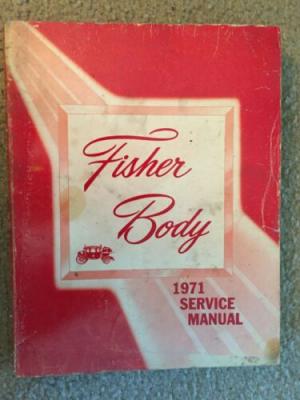 Fisher
Body
1971
SERVICE
MANUAL